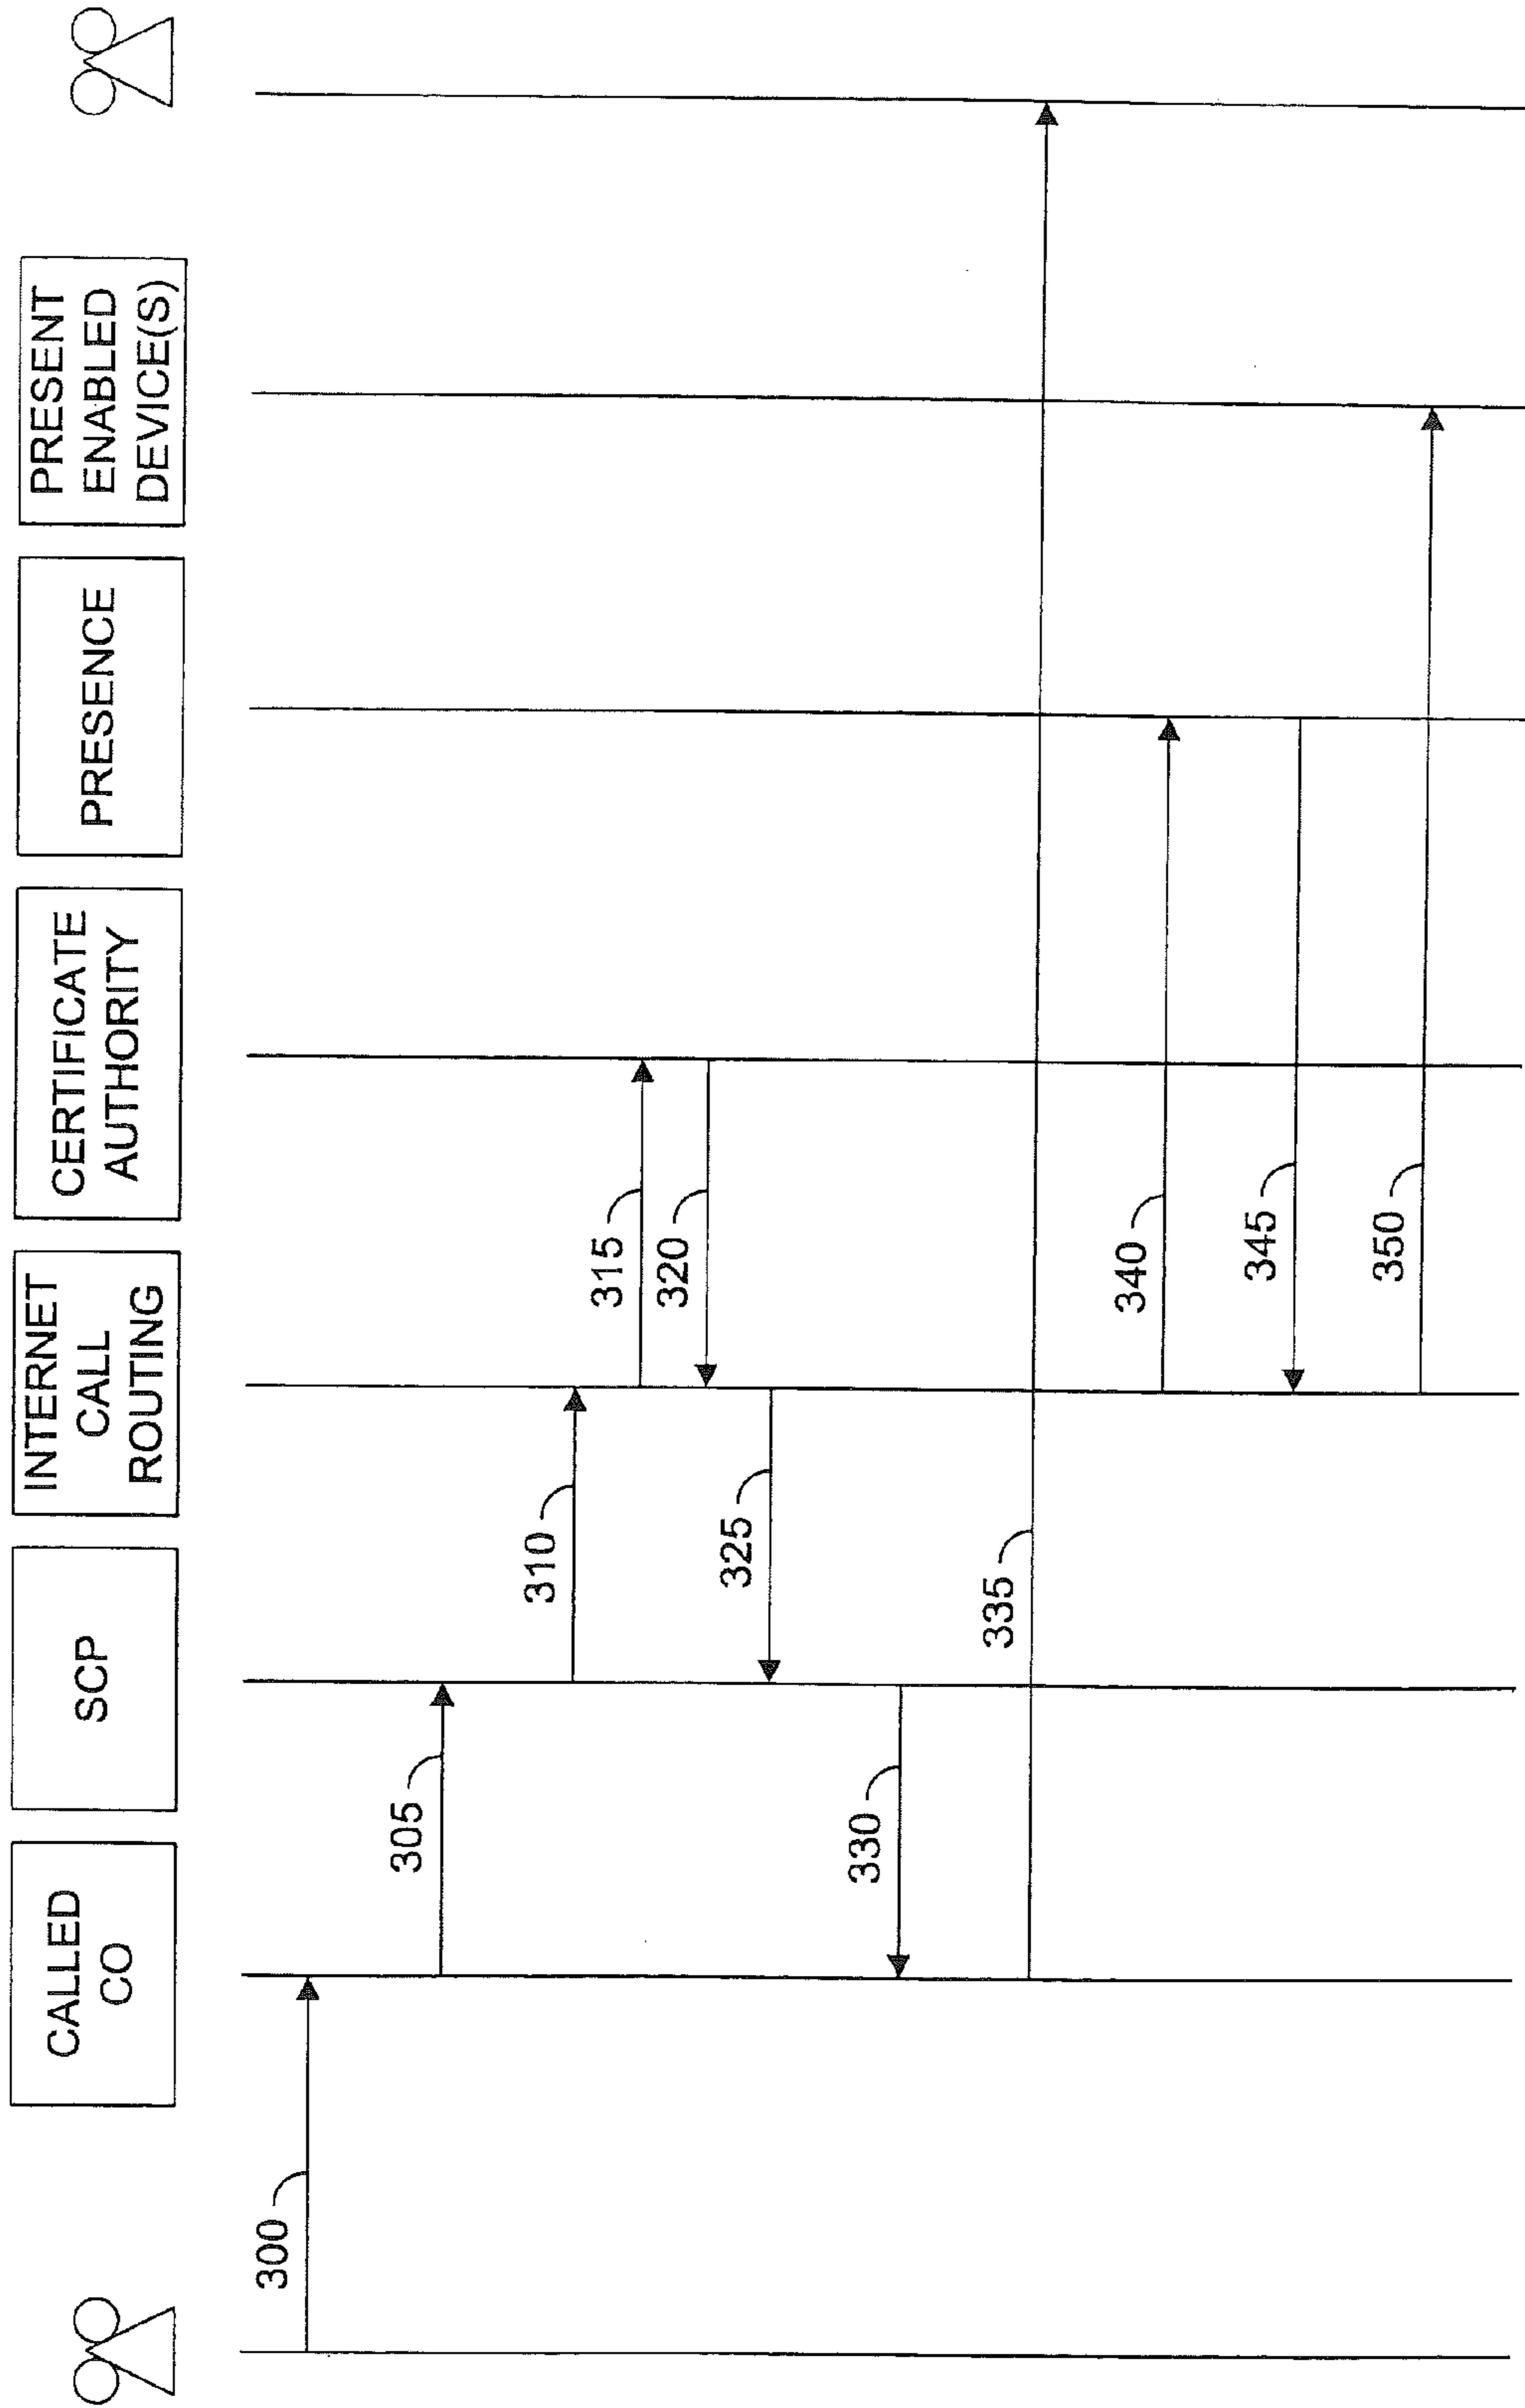 CALLED
CO
SCP
INTERNET
CALL
ROUTING
CERTIFICATE
AUTHORITY
PRESENCE
PRESENT
ENABLED
DEVICE(S)
300
305
310
315
320
325
330
335
340
345
350